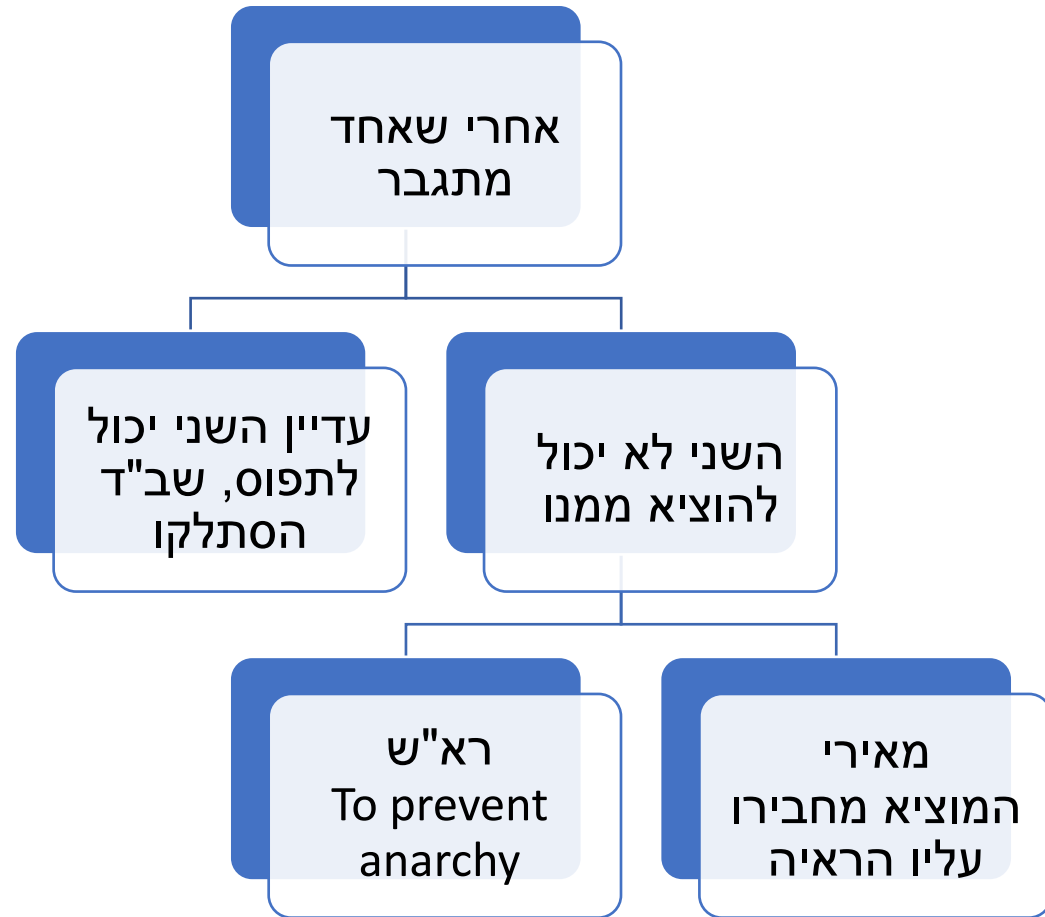 אחרי שאחד
מתגבר
עדיין השני יכול
לתפוס, שב"ד
הסתלקו
השני לא יכול
להוציא ממנו
רא"ש
To prevent
anarchy
מאירי
המוציא מחבירו
עליו הראיה